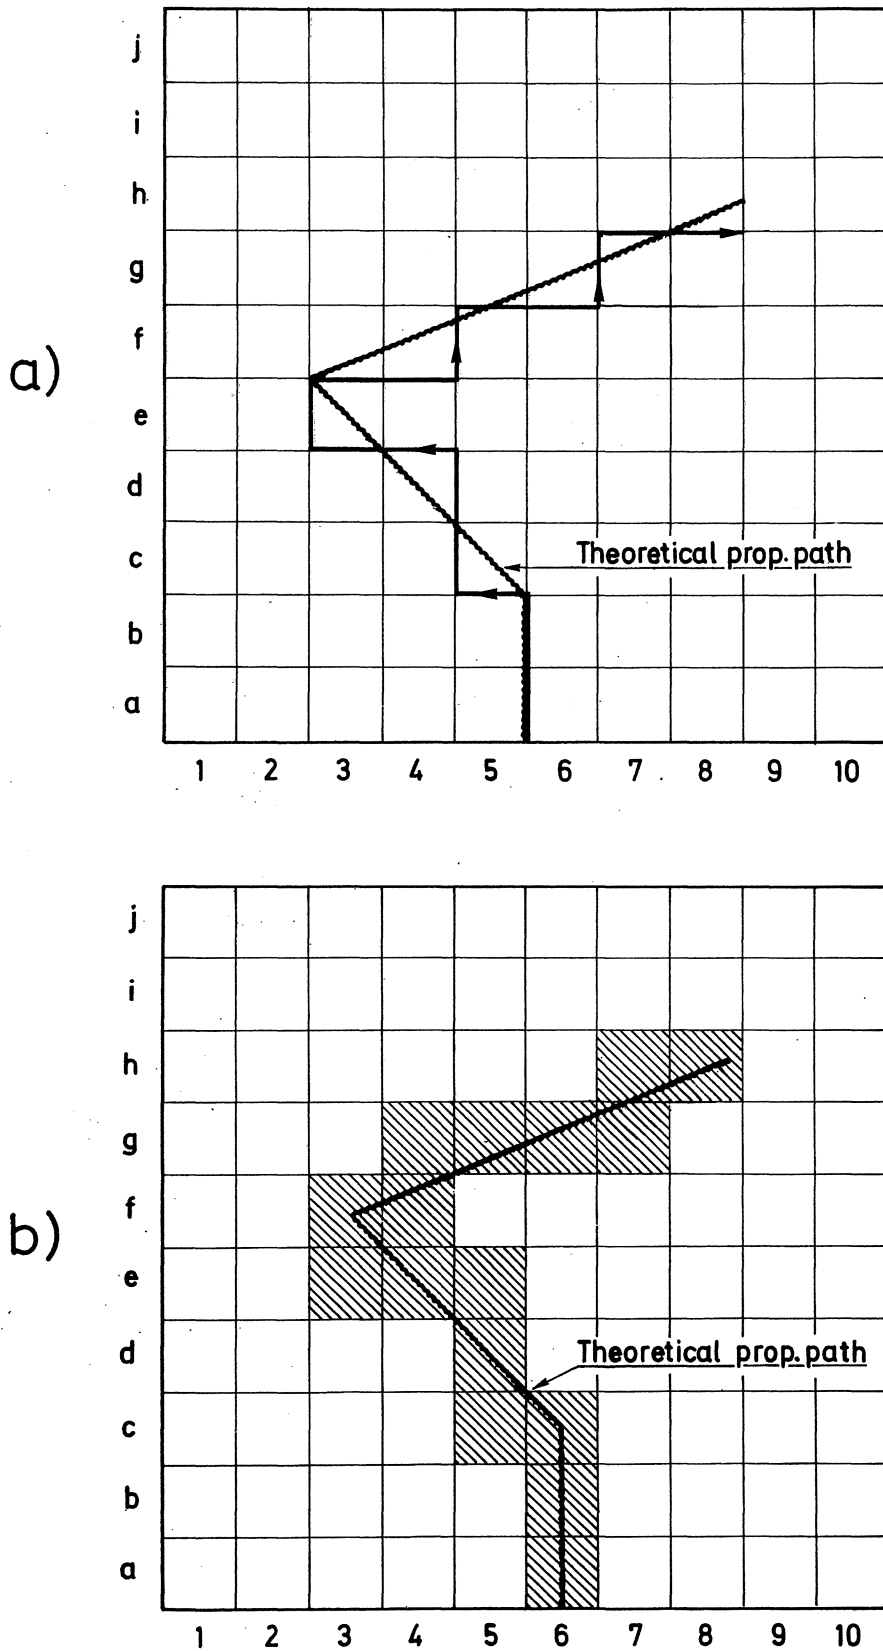 j
i
h
g
f
a)
e
d
c
Theoretical prop. path
b
a
1 2 3 4 5 6 7 8 9 10
j
i
h
g
f
b)
e
d
Theoretical prop. path
c
b
a
1 2 3 4 5 6 7 8 9 10